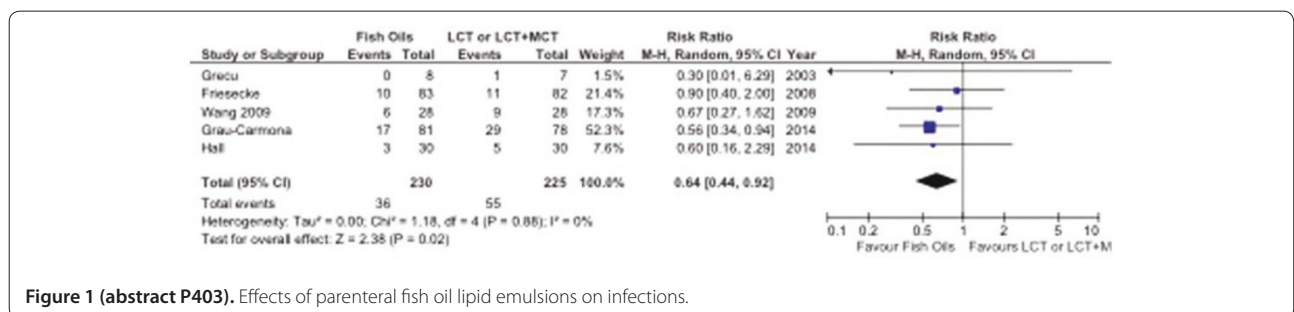 Fish Oils LCT or LCT+MCT Risk Ratio Risk Ratio
Study or Subgroup Events Total Events Total Weight M-H, Random, 95% CI Year M-H, Random, 95% CI
Grecu 0 8 1 7 1.5% 0.30 [0.01, 6.29] 2003
Friesecke 10 83 11 82 21.4% 0.90 [0.40, 2.00] 2008
Wang 2009 6 28 9 28 17.3% 0.67 [0.27, 1.62] 2009
Grau-Carmona 17 81 29 78 52.3% 0.56 [0.34, 0.94] 2014
Hall 3 30 5 30 7.6% 0.60 [0.16, 2.29] 2014
Total (95% CI) 230 225 100.0% 0.64 [0.44, 0.92]
Total events 36 55
Heterogeneity: Tau² = 0.00; Chi² = 1.18, df = 4 (P = 0.88); I² = 0%
Test for overall effect: Z = 2.38 (P = 0.02)
0.1 0.2 0.5 1 2 5 10
Favour Fish Oils Favours LCT or LCT+M
Figure 1 (abstract P403). Effects of parenteral fish oil lipid emulsions on infections.